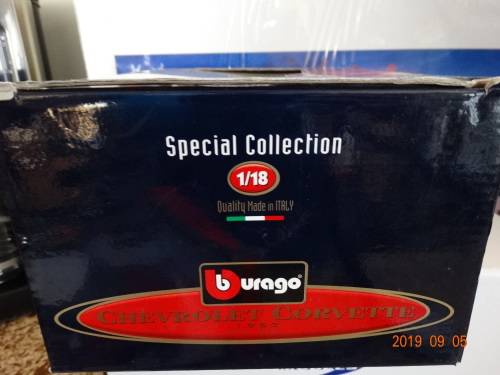 Special Collection
1/18
Quality Made in ITALY
burago
CHEVROLET CORVETTE
2019 09 05